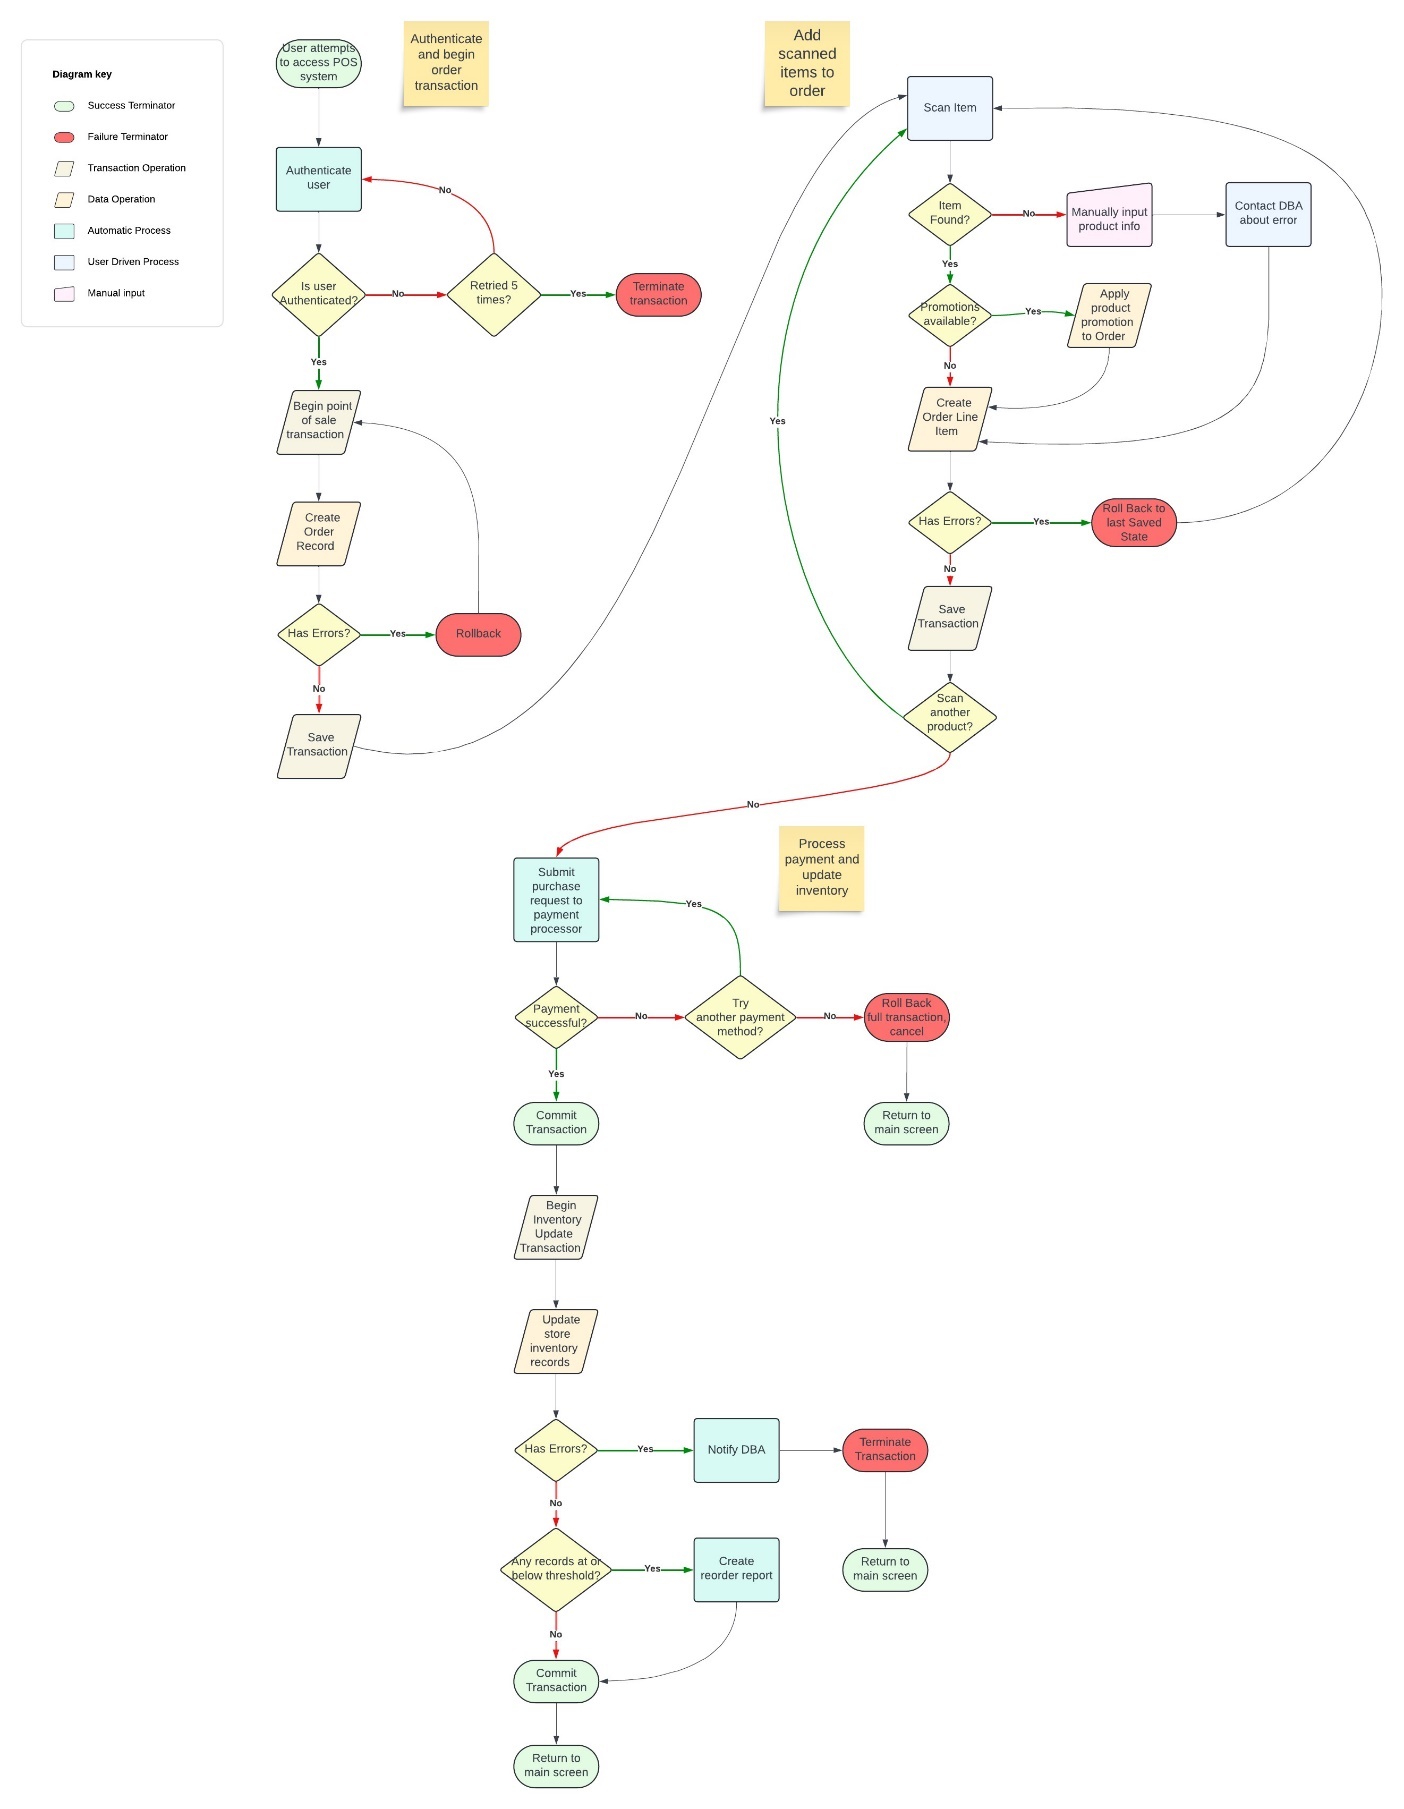 Diagram key
Success Terminator
Failure Terminator
Transaction Operation
Data Operation
Automatic Process
User Driven Process
Manual input
User attempts
to access POS
system
Authenticate
and begin
order
transaction
Authenticate
user
No
Is user
Authenticated?
No
Retried 5
times?
Yes
Terminate
transaction
Yes
Begin point
of sale
transaction
Create
Order
Record
Has Errors?
Yes
Rollback
No
Save
Transaction
Add
scanned
items to
order
Scan Item
Item
Found?
No
Manually input
product info
Contact DBA
about error
Yes
Promotions
available?
Yes
Apply
product
promotion
to Order
No
Create
Order Line
Item
Yes
Has Errors?
Yes
Roll Back to
last Saved
State
No
Save
Transaction
Scan
another
product?
No
Process
payment and
update
inventory
Submit
purchase
request to
payment
processor
Yes
Payment
successful?
No
Try
another payment
method?
No
Roll Back
full transaction,
cancel
Yes
Commit
Transaction
Return to
main screen
Begin
Inventory
Update
Transaction
Update
store
inventory
records
Has Errors?
Yes
Notify DBA
Terminate
Transaction
No
Any records at or
below threshold?
Yes
Create
reorder report
Return to
main screen
No
Commit
Transaction
Return to
main screen